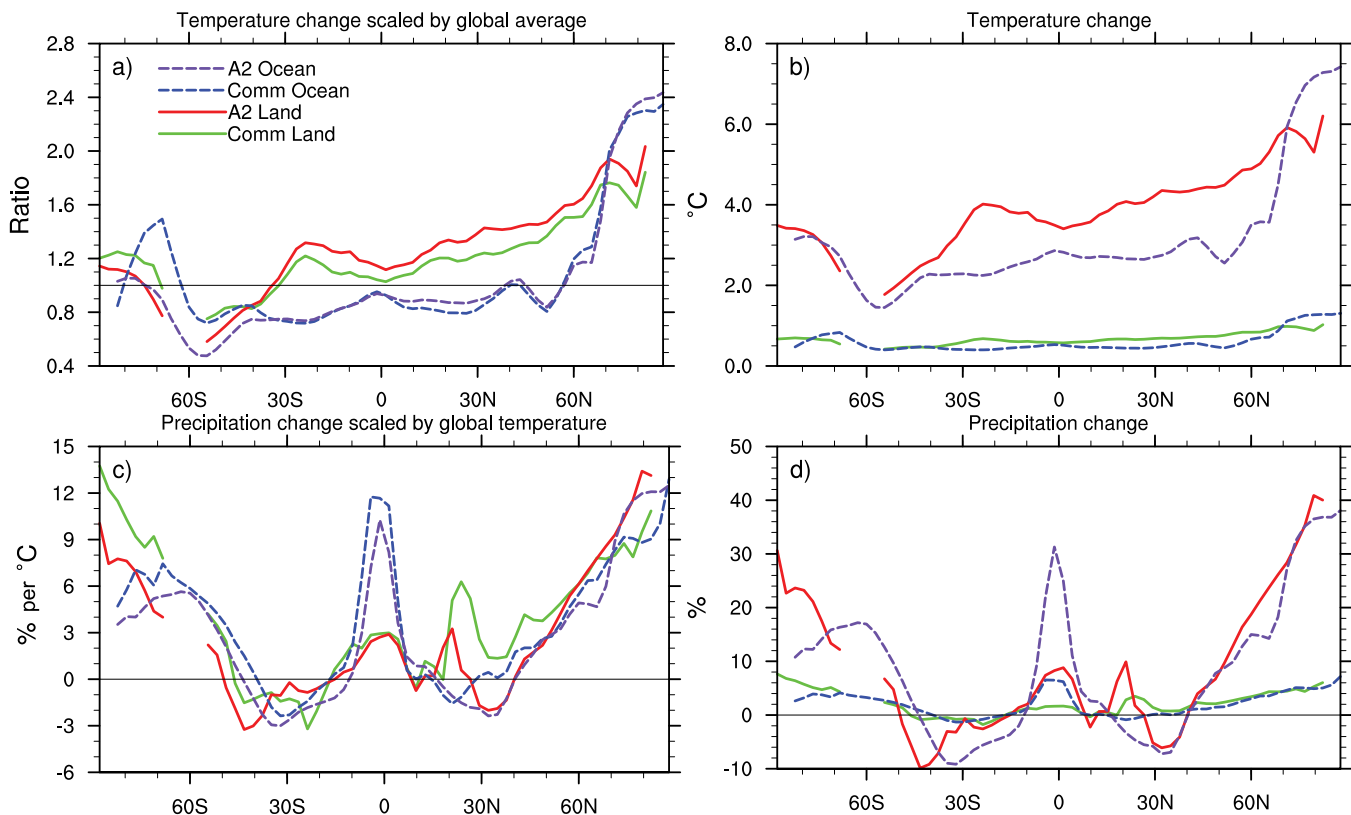 Temperature change scaled by global average
Temperature change
a)
A2 Ocean
Comm Ocean
A2 Land
Comm Land
Ratio
2.8
2.4
2.0
1.6
1.2
0.8
0.4
60S 30S 0 30N 60N
b)
°C
8.0
6.0
4.0
2.0
0.0
60S 30S 0 30N 60N
Precipitation change scaled by global temperature
Precipitation change
c)
% per °C
15
12
9
6
3
0
-3
-6
60S 30S 0 30N 60N
d)
%
50
40
30
20
10
0
-10
60S 30S 0 30N 60N